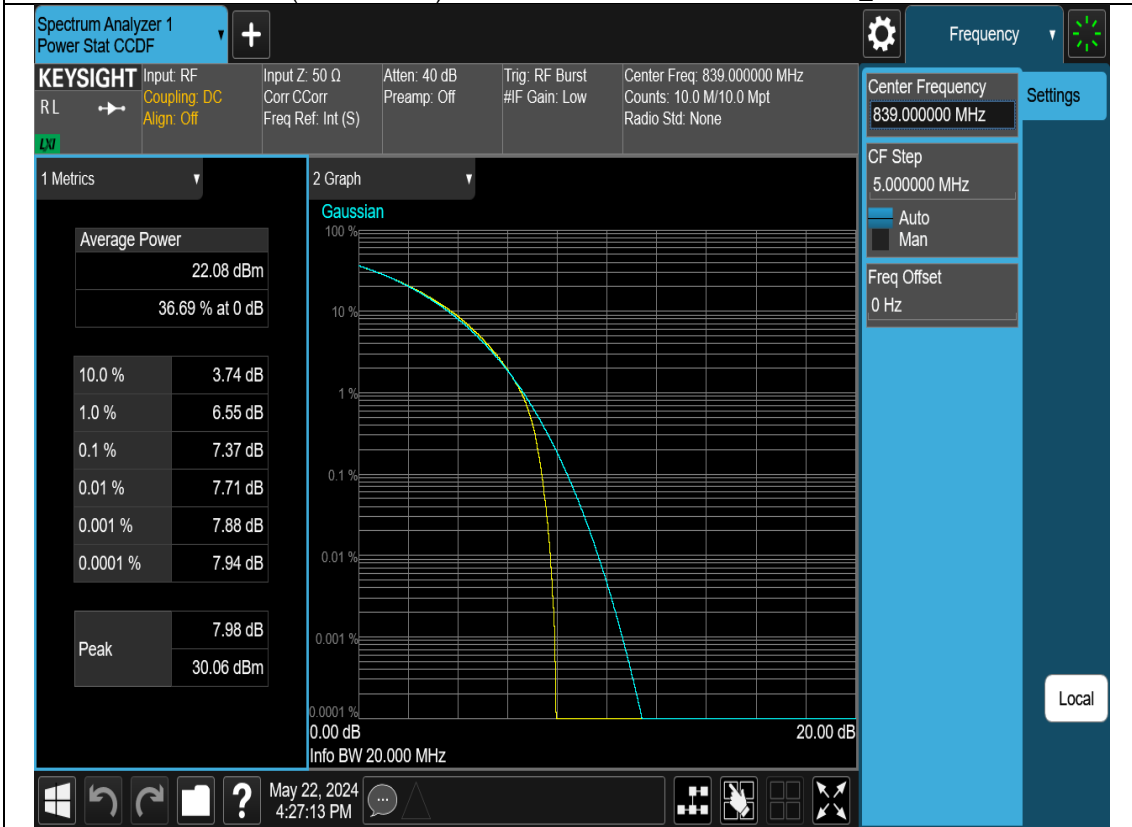 Spectrum Analyzer 1
Power Stat CCDF
Frequency
KEYSIGHT
R L
LXI
Input: RF
Coupling: DC
Align: Off
Input Z: 50 Ω
Corr CCorr
Freq Ref: Int (S)
Atten: 40 dB
Preamp: Off
Trig: RF Burst
#IF Gain: Low
Center Freq: 839.000000 MHz
Counts: 10.0 M/10.0 Mpt
Radio Std: None
Center Frequency
839.000000 MHz
Settings
CF Step
5.000000 MHz
Auto
Man
Freq Offset
0 Hz
1 Metrics
Average Power
22.08 dBm
36.69 % at 0 dB
10.0 % 3.74 dB
1.0 % 6.55 dB
0.1 % 7.37 dB
0.01 % 7.71 dB
0.001 % 7.88 dB
0.0001 % 7.94 dB
Peak
7.98 dB
30.06 dBm
2 Graph
Gaussian
100 %
10 %
1 %
0.1 %
0.01 %
0.001 %
0.0001 %
0.00 dB 20.00 dB
Info BW 20.000 MHz
Local
?
May 22, 2024
4:27:13 PM